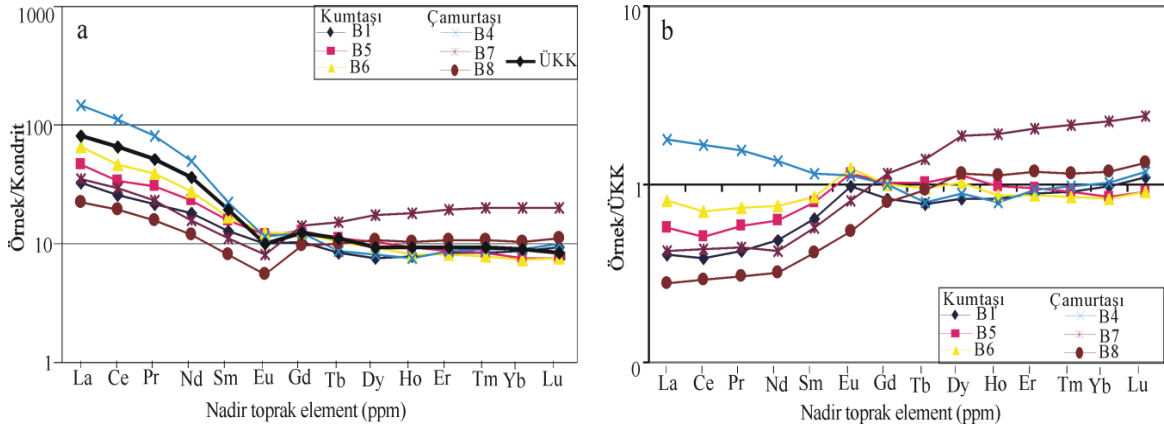 a
1000
100
10
1
Örnek/Kondrit
Kumtaşı Çamurtaşı
B1 B4
B5 B7 ÜKK
B6 B8
La Ce Pr Nd Sm Eu Gd Tb Dy Ho Er Tm Yb Lu
Nadir toprak element (ppm)
b
10
1
0
Örnek/ÜKK
Kumtaşı Çamurtaşı
B1 B4
B5 B7
B6 B8
La Ce Pr Nd Sm Eu Gd Tb Dy Ho Er Tm Yb Lu
Nadir toprak element (ppm)